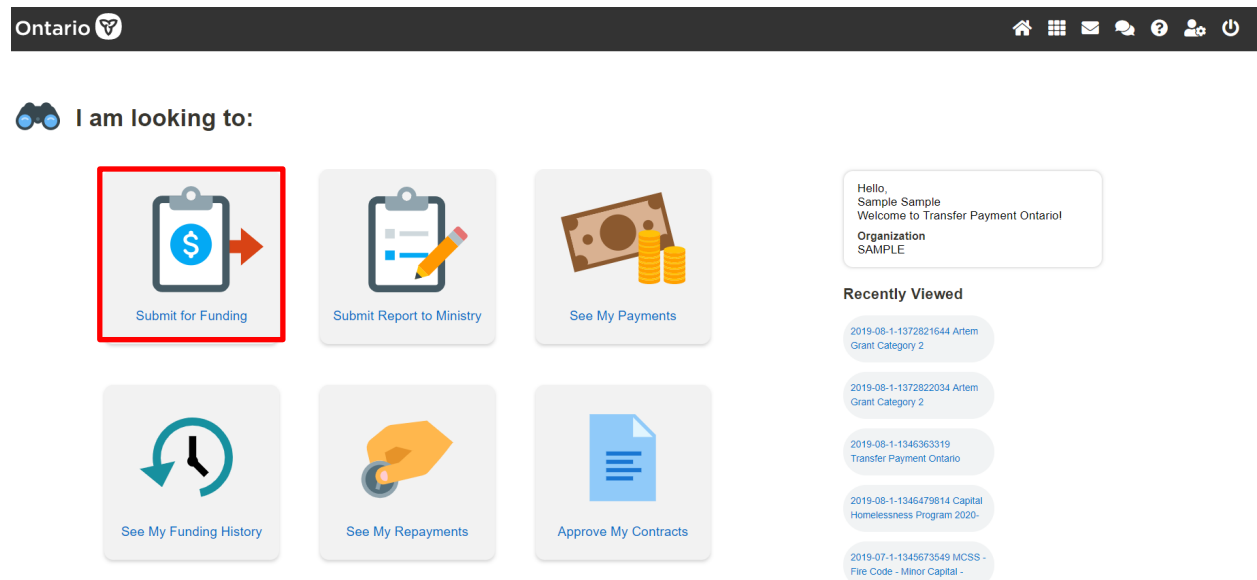 Ontario
I am looking to:
Submit for Funding
Submit Report to Ministry
See My Payments
See My Funding History
See My Repayments
Approve My Contracts
Hello,
Sample Sample
Welcome to Transfer Payment Ontario!
Organization
SAMPLE
Recently Viewed
2019-08-1-1372821644 Artem
Grant Category 2
2019-08-1-1372822034 Artem
Grant Category 2
2019-08-1-1346363319
Transfer Payment Ontario
2019-08-1-1346479814 Capital
Homelessness Program 2020-
2019-07-1-1345673549 MCSS -
Fire Code - Minor Capital -